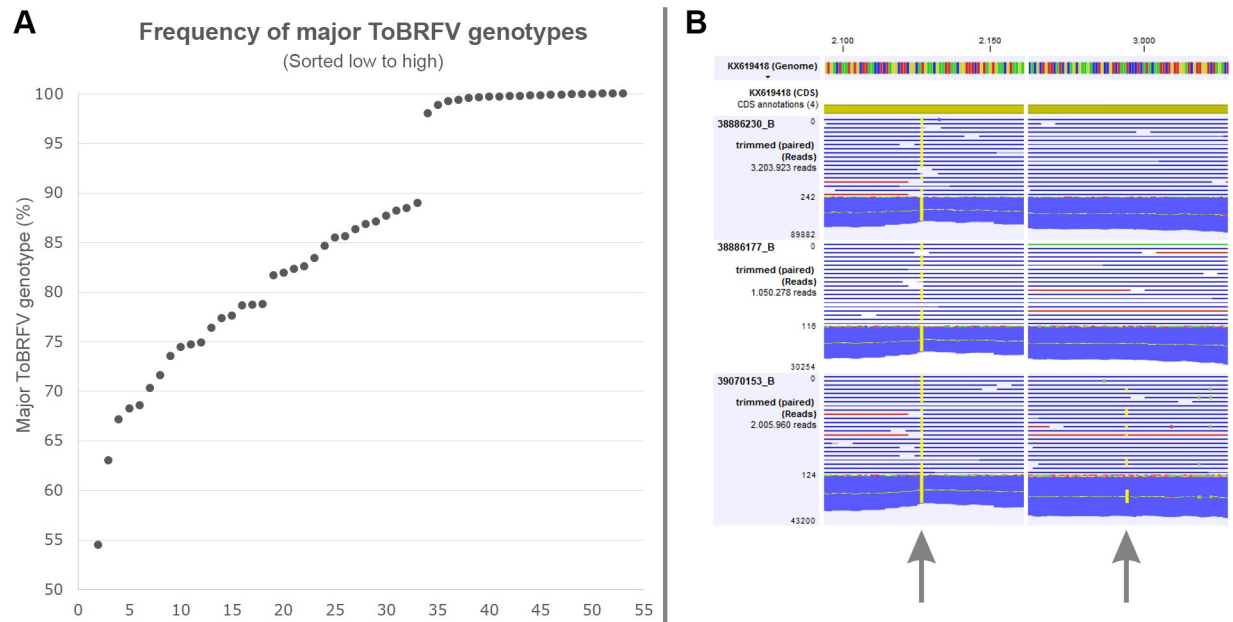 A
Frequency of major ToBRFV genotypes
(Sorted low to high)
Major ToBRFV genotype (%)
100
95
90
85
80
75
70
65
60
55
50
0 5 10 15 20 25 30 35 40 45 50 55
B
2.100 2.150 3.000
KX619418 (Genome)
KX619418 (CDS)
CDS annotations (4)
38886230_B 0
trimmed (paired)
(Reads)
3.203.923 reads
242
89882
38886177_B 0
trimmed (paired)
(Reads)
1.050.278 reads
116
30254
39070153_B 0
trimmed (paired)
(Reads)
2.005.960 reads
124
43200